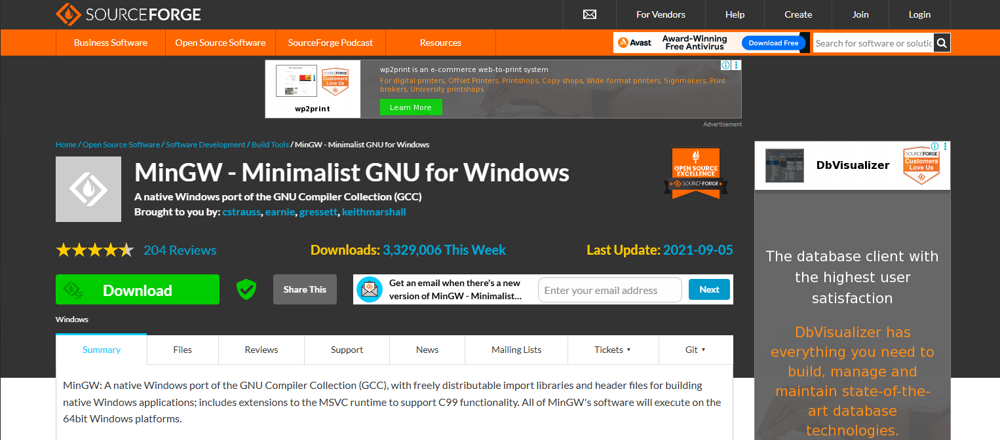 SOURCEFORGE
For Vendors
Help
Create
Join
Login
Business Software
Open Source Software
SourceForge Podcast
Resources
Avast
Award-Winning
Free Antivirus
Download Free
Search for software or solutic
SOURCEFORGE
Customers
Love Us
wp2print
wp2print is an e-commerce web-to-print system
For digital printers, Offset Printers, Printshops, Copy shops, Wide-format printers, Signmakers, Print
brokers, University printshops
Learn More
Advertisement
Home / Open Source Software / Software Development / Build Tools / MinGW - Minimalist GNU for Windows
MinGW - Minimalist GNU for Windows
A native Windows port of the GNU Compiler Collection (GCC)
Brought to you by: cstrauss, earnie, gressett, keithmarshall
OPEN SOURCE
EXCELLENCE
SOURCEFORGE
204 Reviews
Downloads: 3,329,006 This Week
Last Update: 2021-09-05
SF
Download
Share This
Get an email when there's a new
version of MinGW - Minimalist...
Enter your email address
Next
Windows
Summary
Files
Reviews
Support
News
Mailing Lists
Tickets
Git
MinGW: A native Windows port of the GNU Compiler Collection (GCC), with freely distributable import libraries and header files for building
native Windows applications; includes extensions to the MSVC runtime to support C99 functionality. All of MinGW's software will execute on the
64bit Windows platforms.
DbVisualizer
SOURCEFORGE
Customers
Love Us
The database client with
the highest user
satisfaction
DbVisualizer has
everything you need to
build, manage and
maintain state-of-the-
art database
technologies.